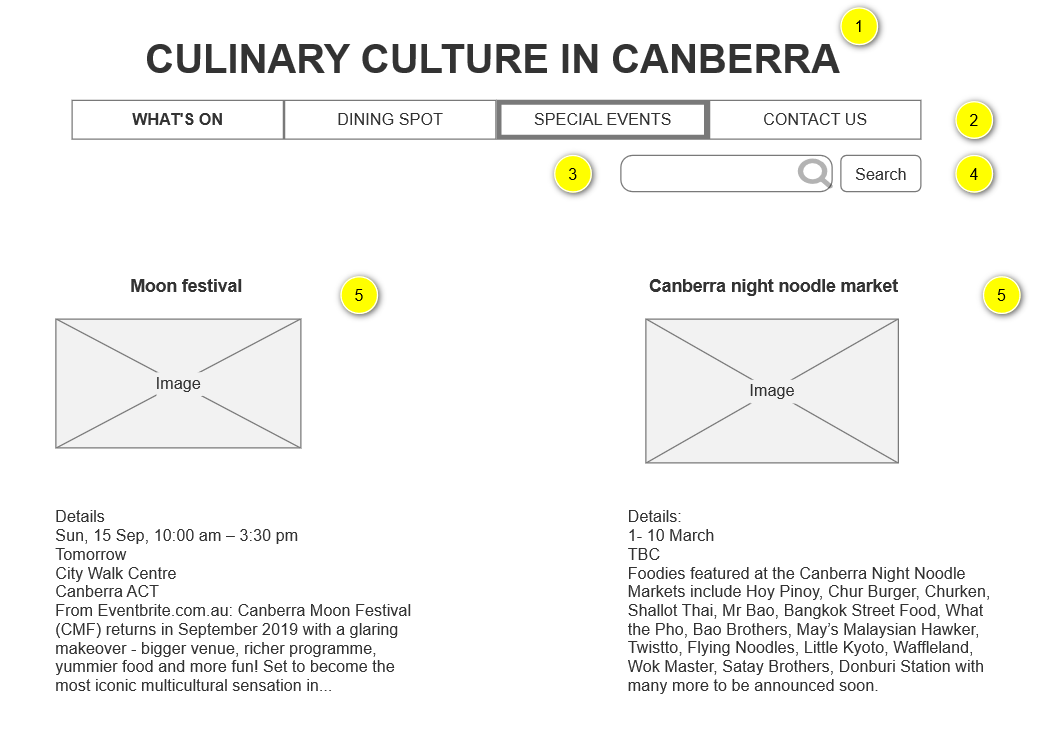 1
CULINARY CULTURE IN CANBERRA
WHAT'S ON DINING SPOT SPECIAL EVENTS CONTACT US 2
3 Search 4
Moon festival 5
Image
Details
Sun, 15 Sep, 10:00 am – 3:30 pm
Tomorrow
City Walk Centre
Canberra ACT
From Eventbrite.com.au: Canberra Moon Festival
(CMF) returns in September 2019 with a glaring
makeover - bigger venue, richer programme,
yummier food and more fun! Set to become the
most iconic multicultural sensation in...
Canberra night noodle market 5
Image
Details:
1- 10 March
TBC
Foodies featured at the Canberra Night Noodle
Markets include Hoy Pinoy, Chur Burger, Churken,
Shallot Thai, Mr Bao, Bangkok Street Food, What
the Pho, Bao Brothers, May’s Malaysian Hawker,
Twistto, Flying Noodles, Little Kyoto, Waffleland,
Wok Master, Satay Brothers, Donburi Station with
many more to be announced soon.